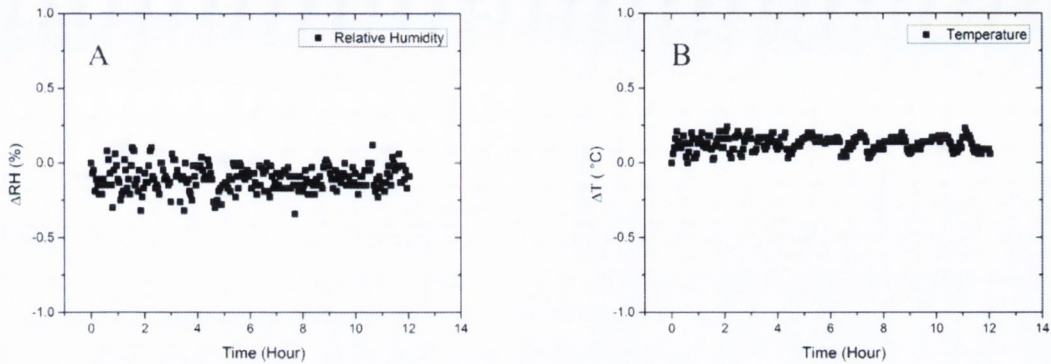 A
Relative Humidity
1.0
0.5
0.0
-0.5
-1.0
ΔRH (%)
0 2 4 6 8 10 12 14
Time (Hour)
B
Temperature
1.0
0.5
0.0
-0.5
-1.0
ΔT ( °C)
0 2 4 6 8 10 12 14
Time (Hour)